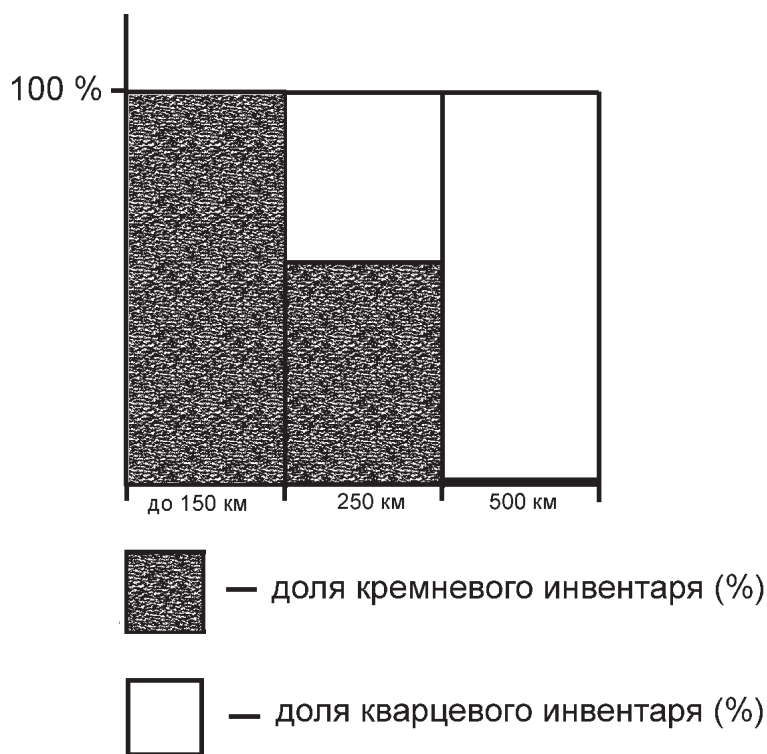 100 %
до 150 км 250 км 500 км
— доля кремневого инвентаря (%)
— доля кварцевого инвентаря (%)